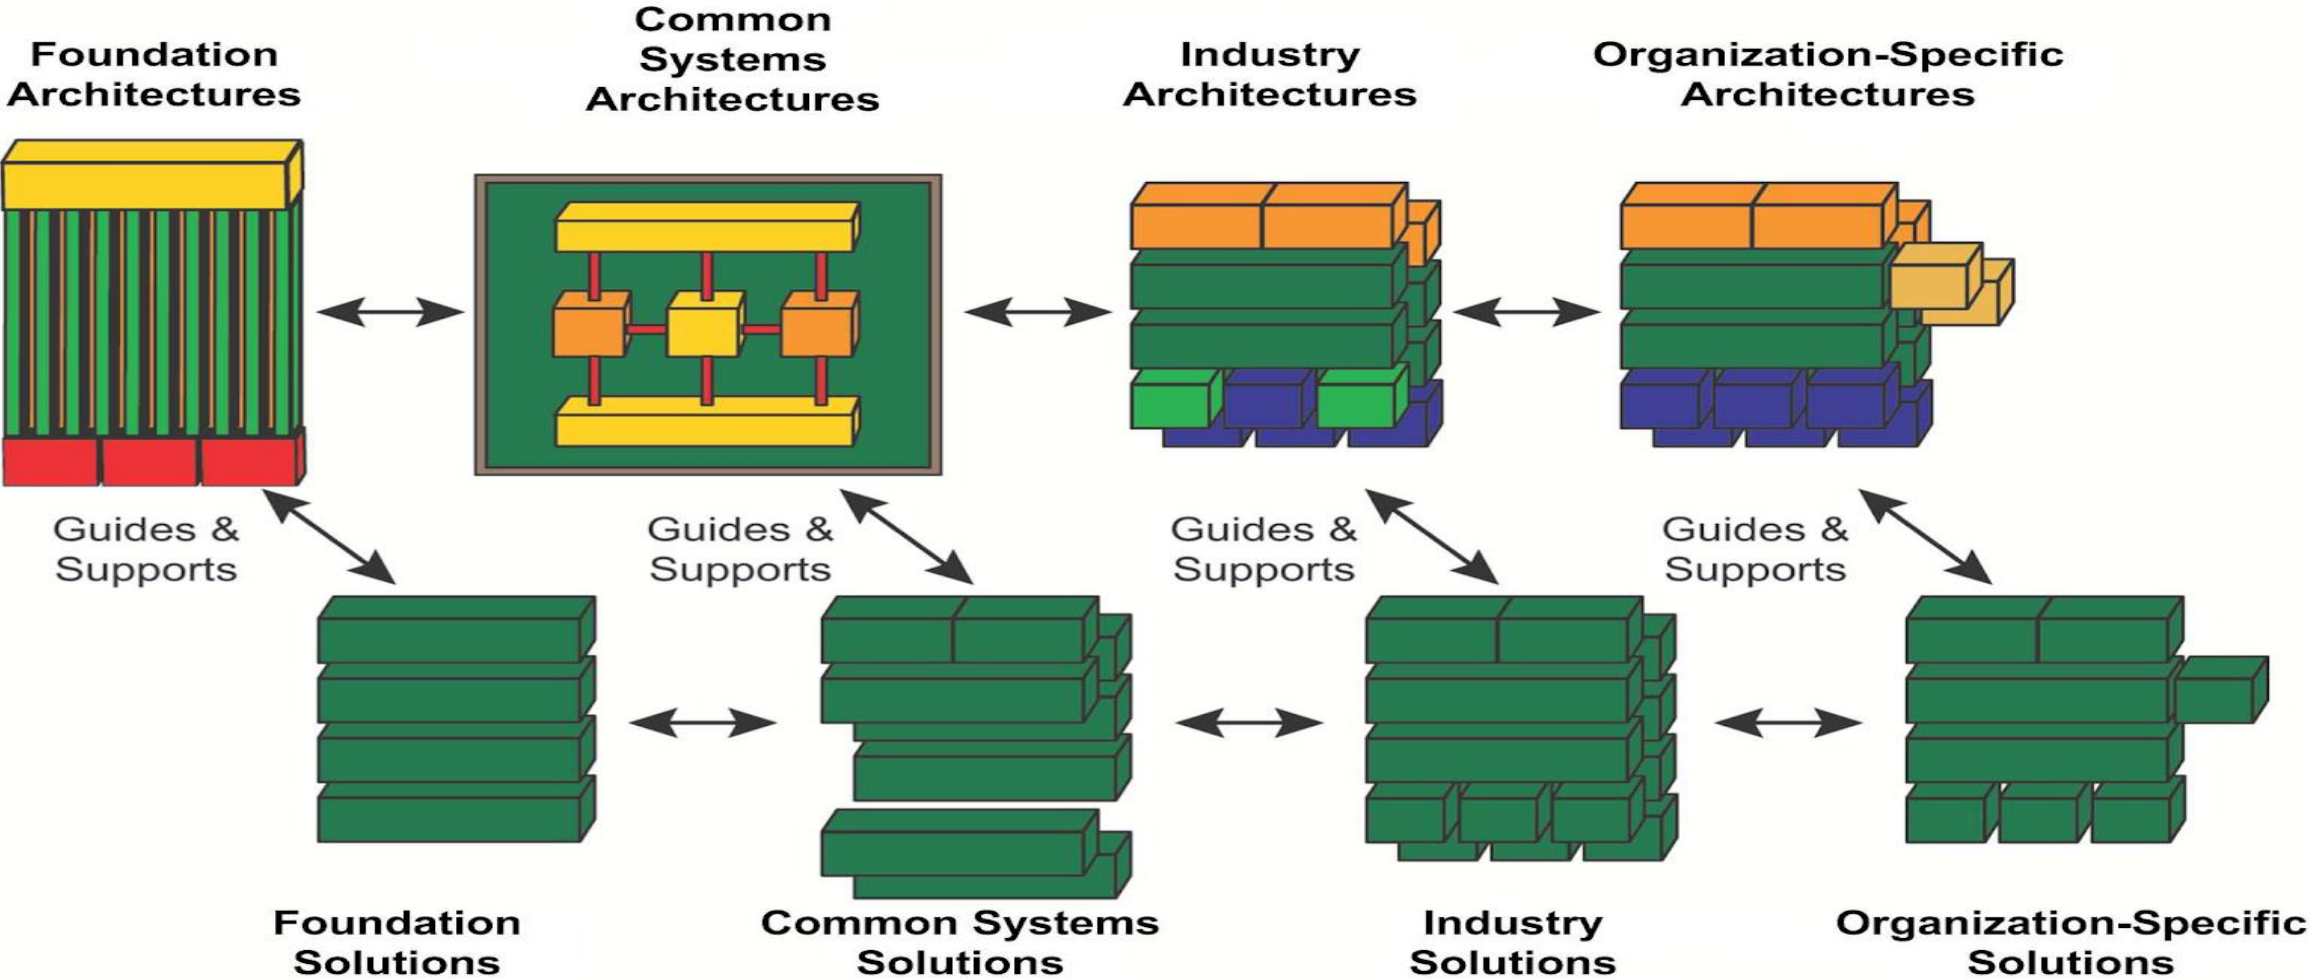 Foundation
Architectures
Common
Systems
Architectures
Industry
Architectures
Organization-Specific
Architectures
Guides &
Supports
Guides &
Supports
Guides &
Supports
Guides &
Supports
Foundation
Solutions
Common Systems
Solutions
Industry
Solutions
Organization-Specific
Solutions